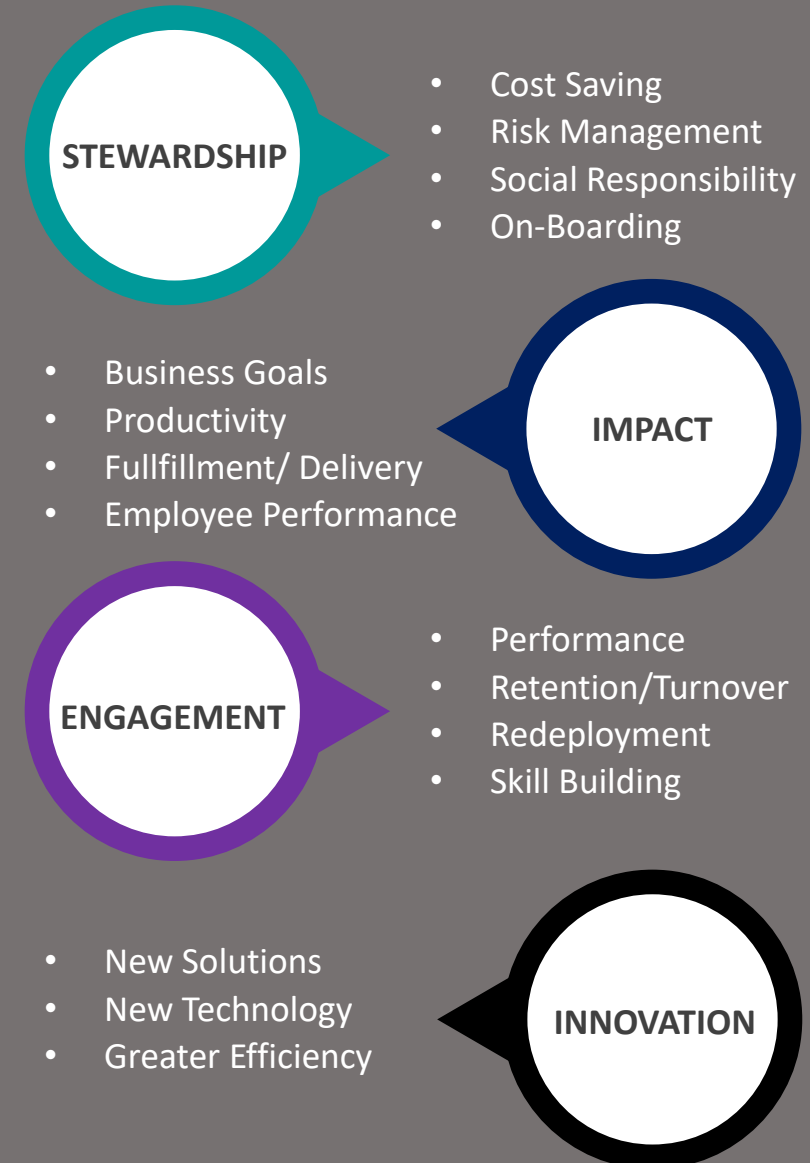 STEWARDSHIP
• Cost Saving
• Risk Management
• Social Responsibility
• On-Boarding
• Business Goals
• Productivity
• Fullfillment/ Delivery
• Employee Performance
IMPACT
ENGAGEMENT
• Performance
• Retention/Turnover
• Redeployment
• Skill Building
• New Solutions
• New Technology
• Greater Efficiency
INNOVATION